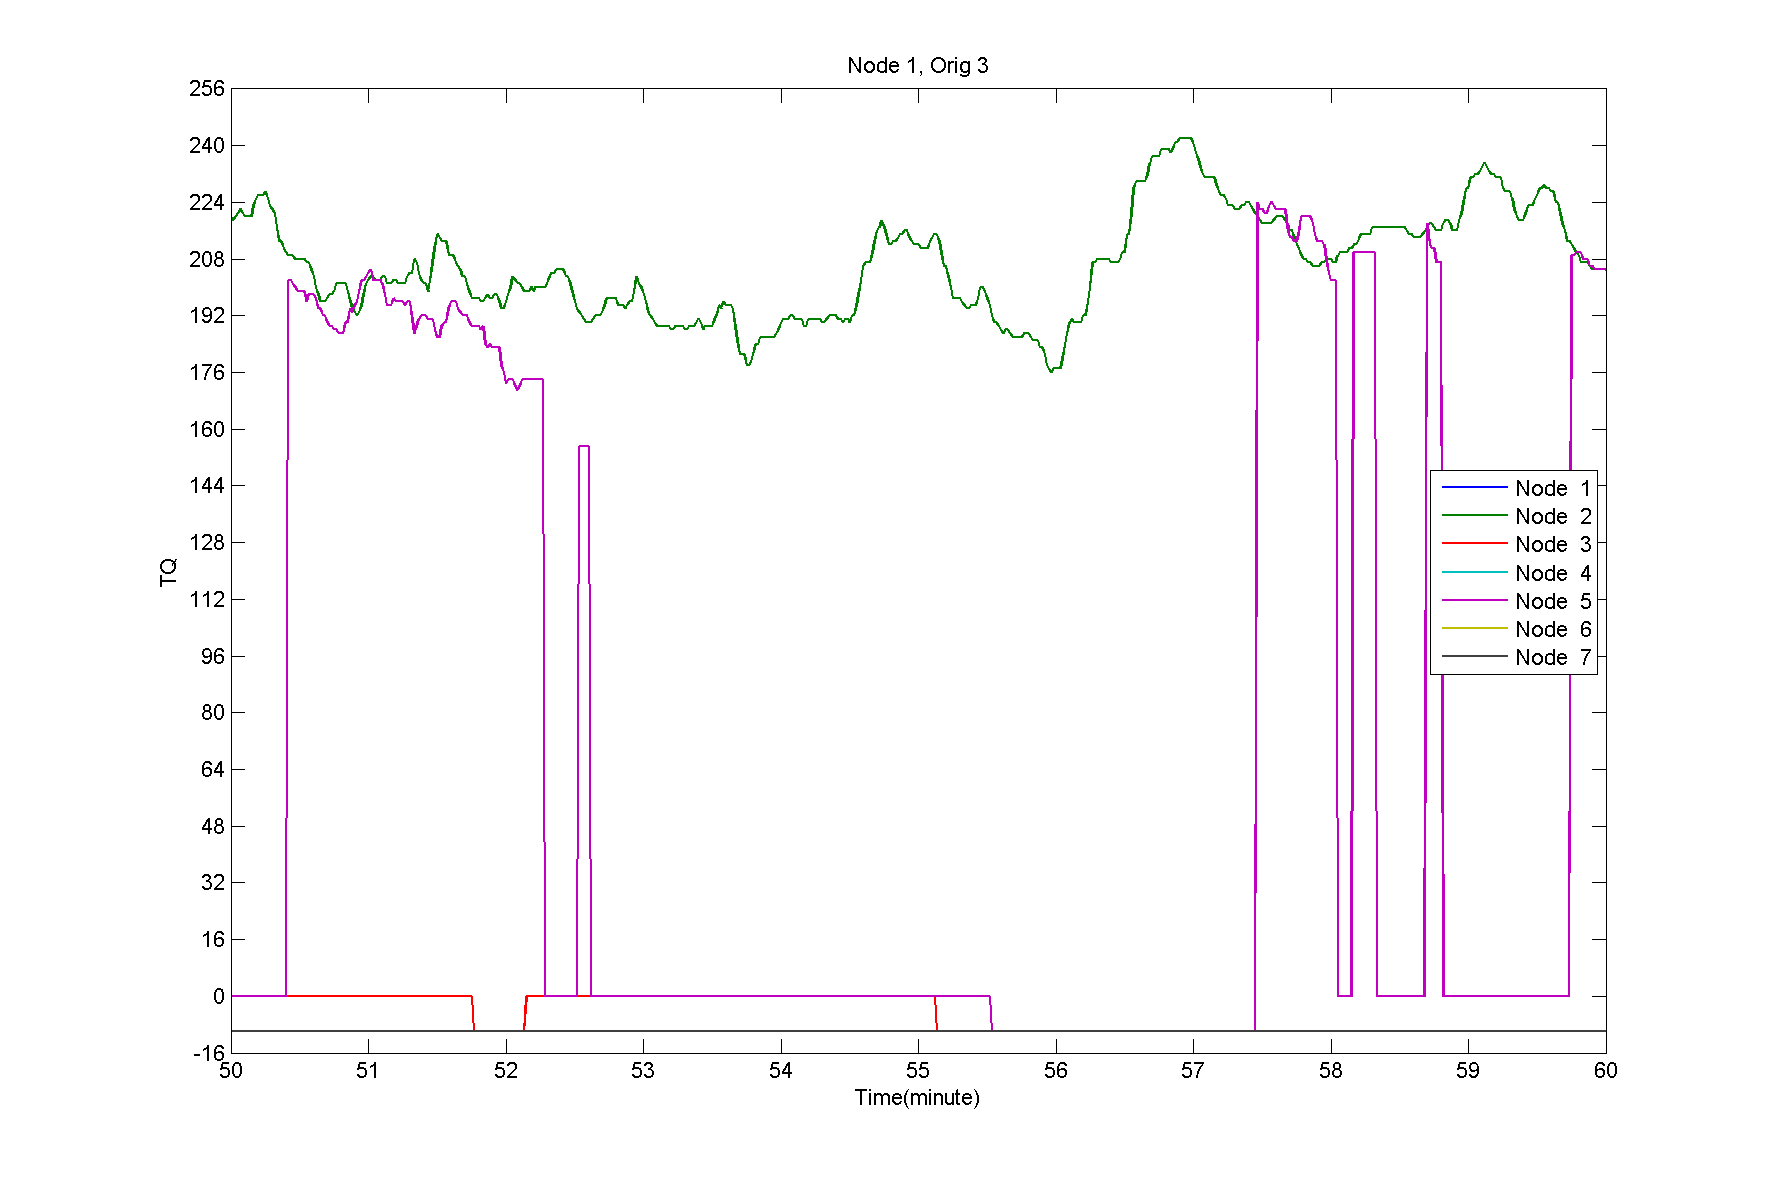 Node 1, Orig 3
256
240
224
208
192
176
160
144
128
112
96
80
64
48
32
16
0
-16
TQ
Node 1
Node 2
Node 3
Node 4
Node 5
Node 6
Node 7
50 51 52 53 54 55 56 57 58 59 60
Time(minute)